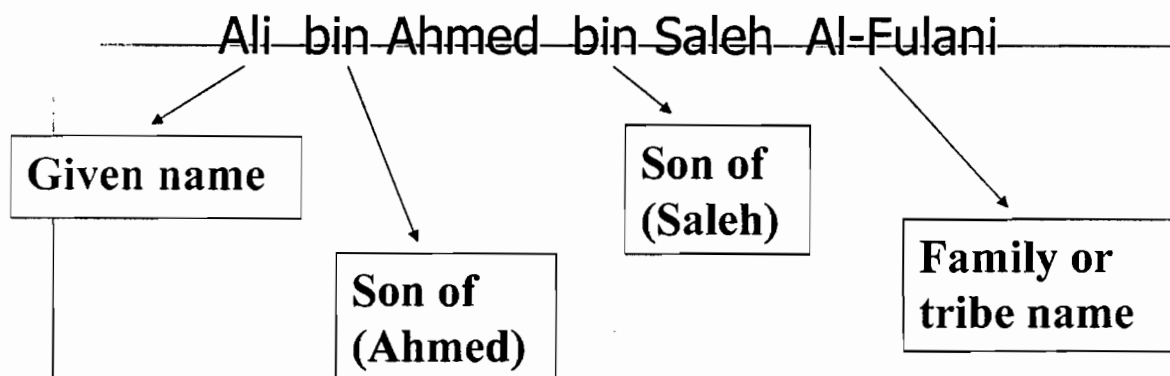 Ali bin Ahmed bin Saleh Al-Fulani
Given name
Son of
(Ahmed)
Son of
(Saleh)
Family or
tribe name